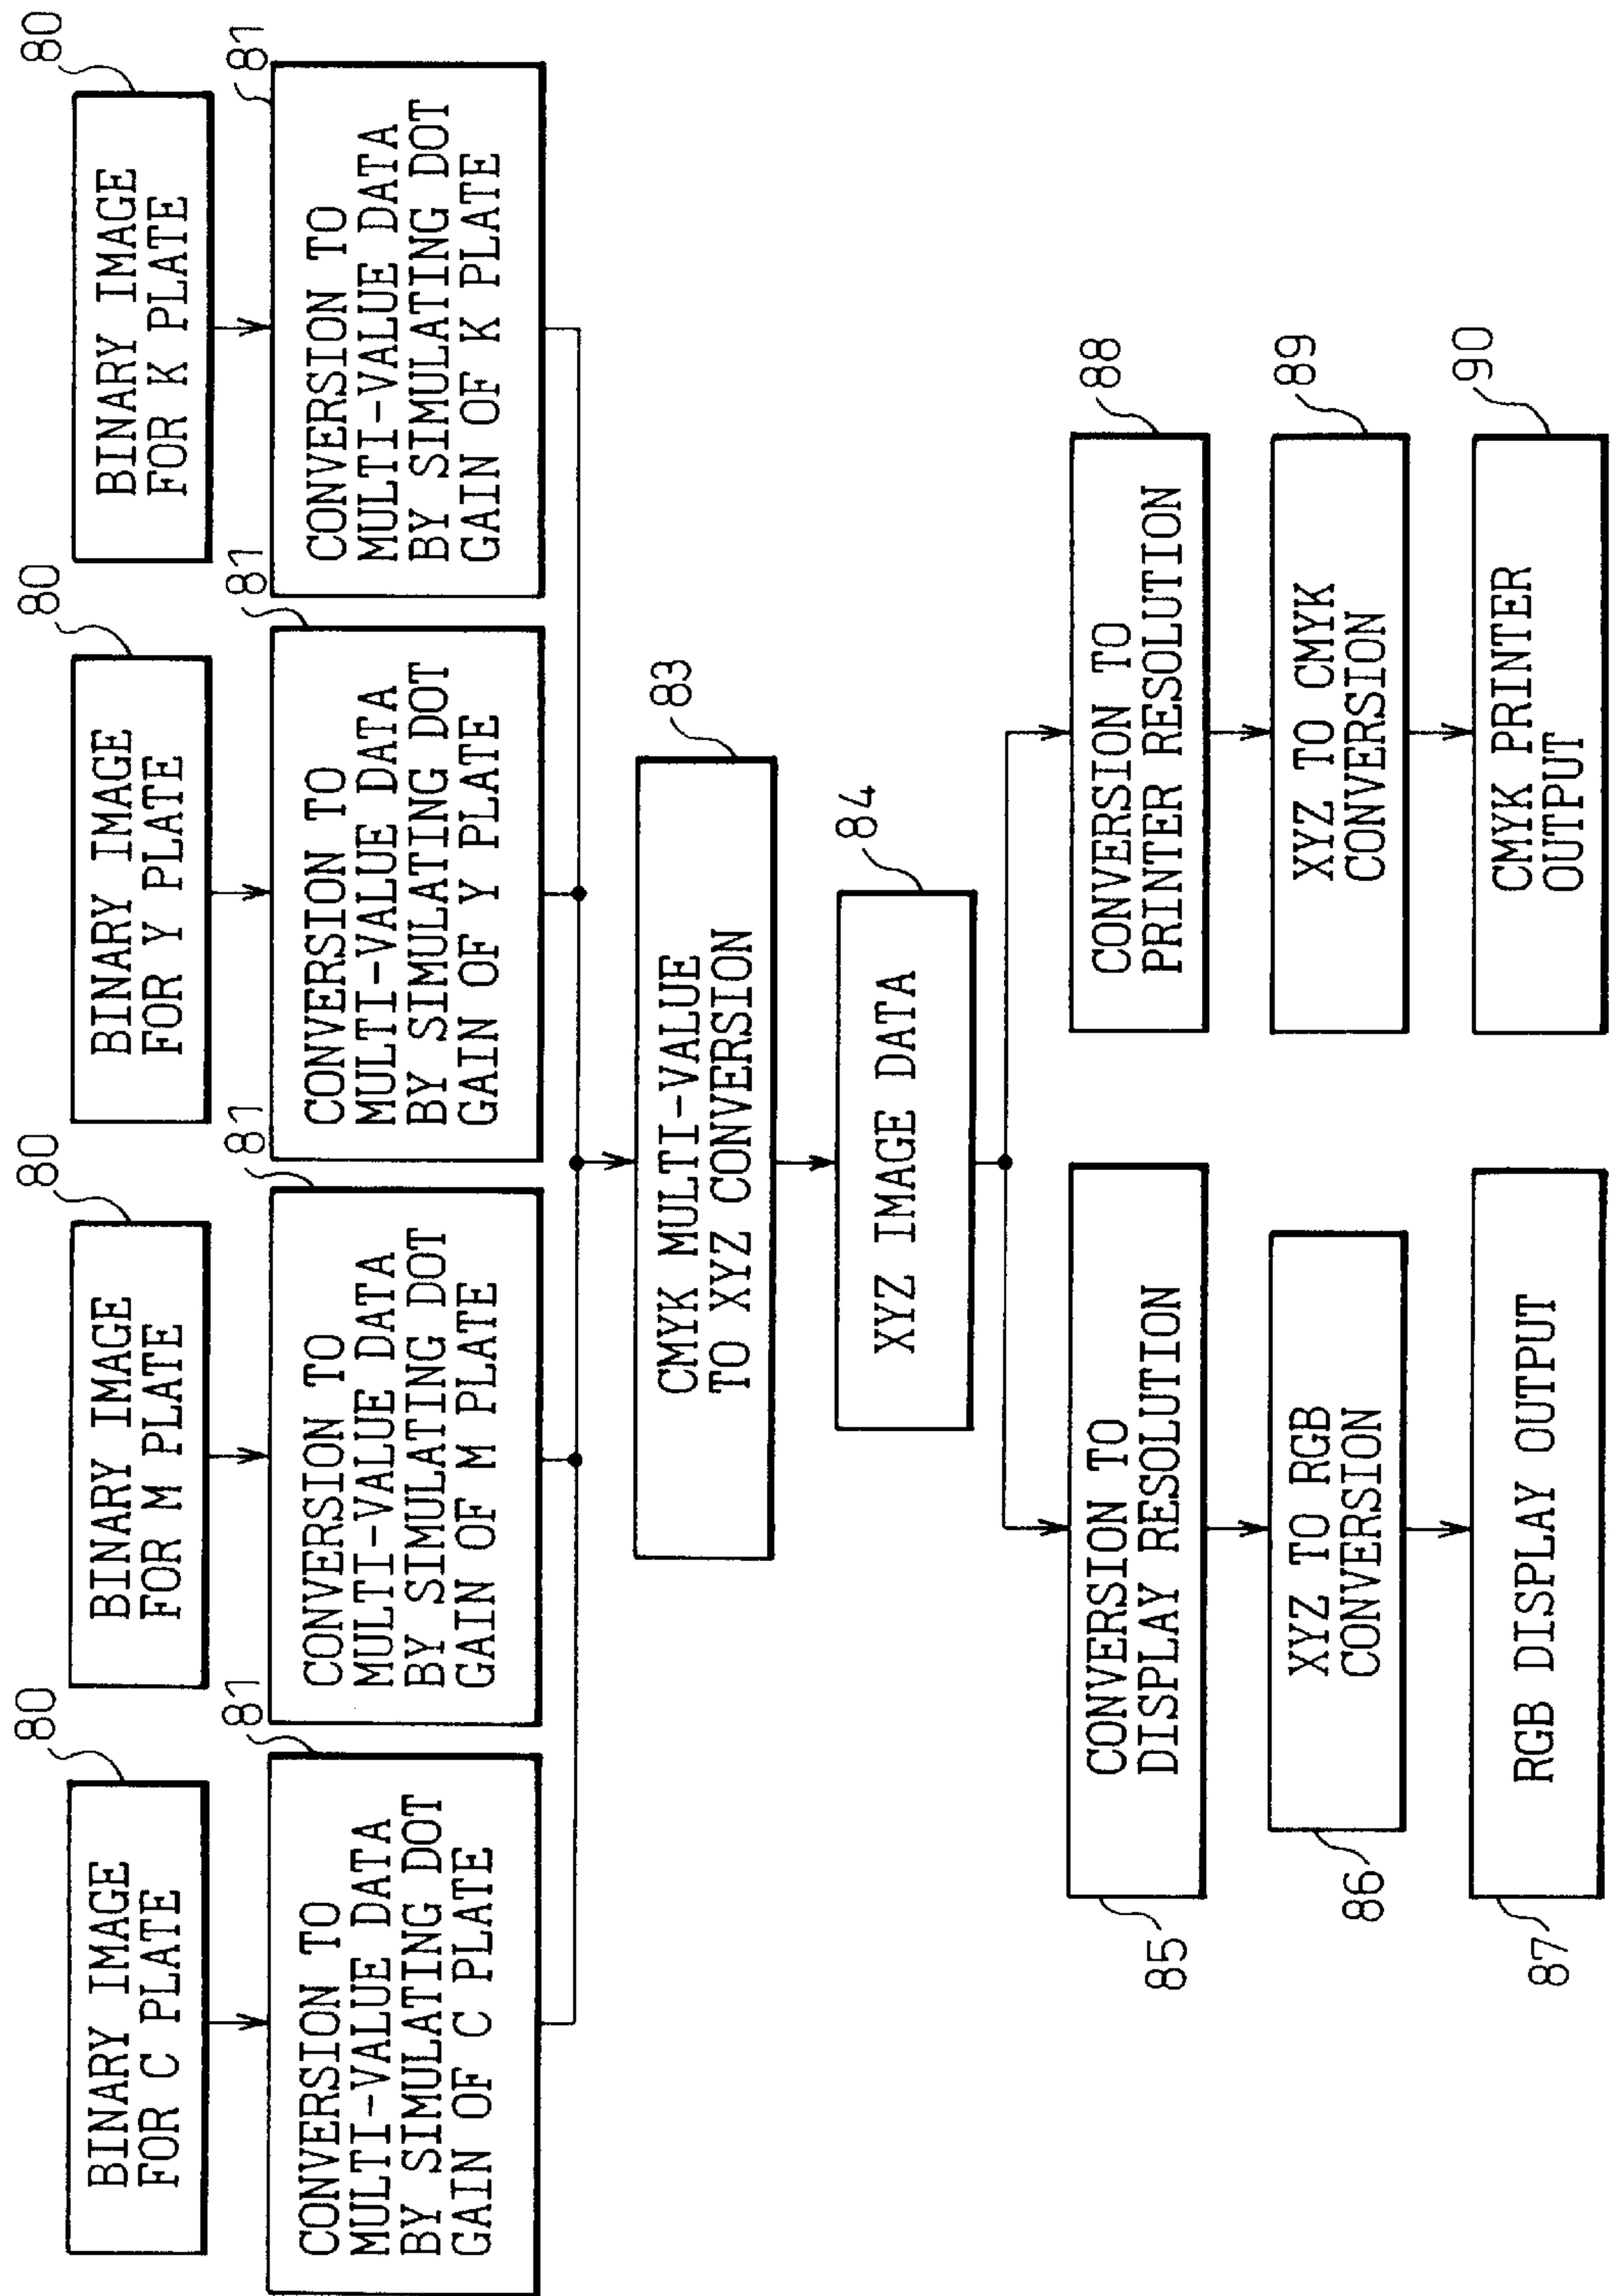 80
BINARY IMAGE
FOR C PLATE
80
BINARY IMAGE
FOR M PLATE
80
BINARY IMAGE
FOR Y PLATE
80
BINARY IMAGE
FOR K PLATE
81
CONVERSION TO
MULTI-VALUE DATA
BY SIMULATING DOT
GAIN OF C PLATE
81
CONVERSION TO
MULTI-VALUE DATA
BY SIMULATING DOT
GAIN OF M PLATE
81
CONVERSION TO
MULTI-VALUE DATA
BY SIMULATING DOT
GAIN OF Y PLATE
81
CONVERSION TO
MULTI-VALUE DATA
BY SIMULATING DOT
GAIN OF K PLATE
83
CMYK MULTI-VALUE
TO XYZ CONVERSION
84
XYZ IMAGE DATA
85
CONVERSION TO
DISPLAY RESOLUTION
88
CONVERSION TO
PRINTER RESOLUTION
86
XYZ TO RGB
CONVERSION
89
XYZ TO CMYK
CONVERSION
87
RGB DISPLAY OUTPUT
90
CMYK PRINTER
OUTPUT